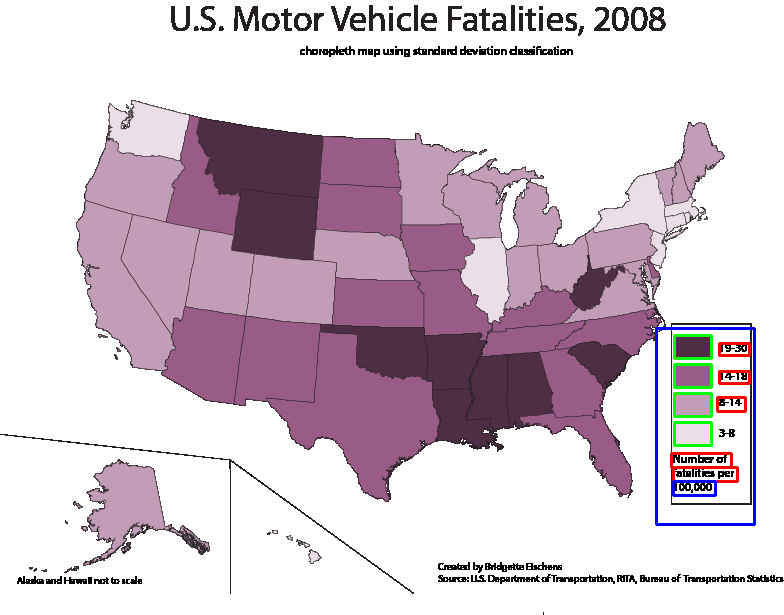 U.S. Motor Vehicle Fatalities, 2008
choropleth map using standard deviation classification
19-30
14-18
8-14
3-8
Number of
fatalities per
100,000
Created by Bridgette Elschens
Source: U.S. Department of Transportation, RITA, Bureau of Transportation Statistics
Alaska and Hawaii not to scale